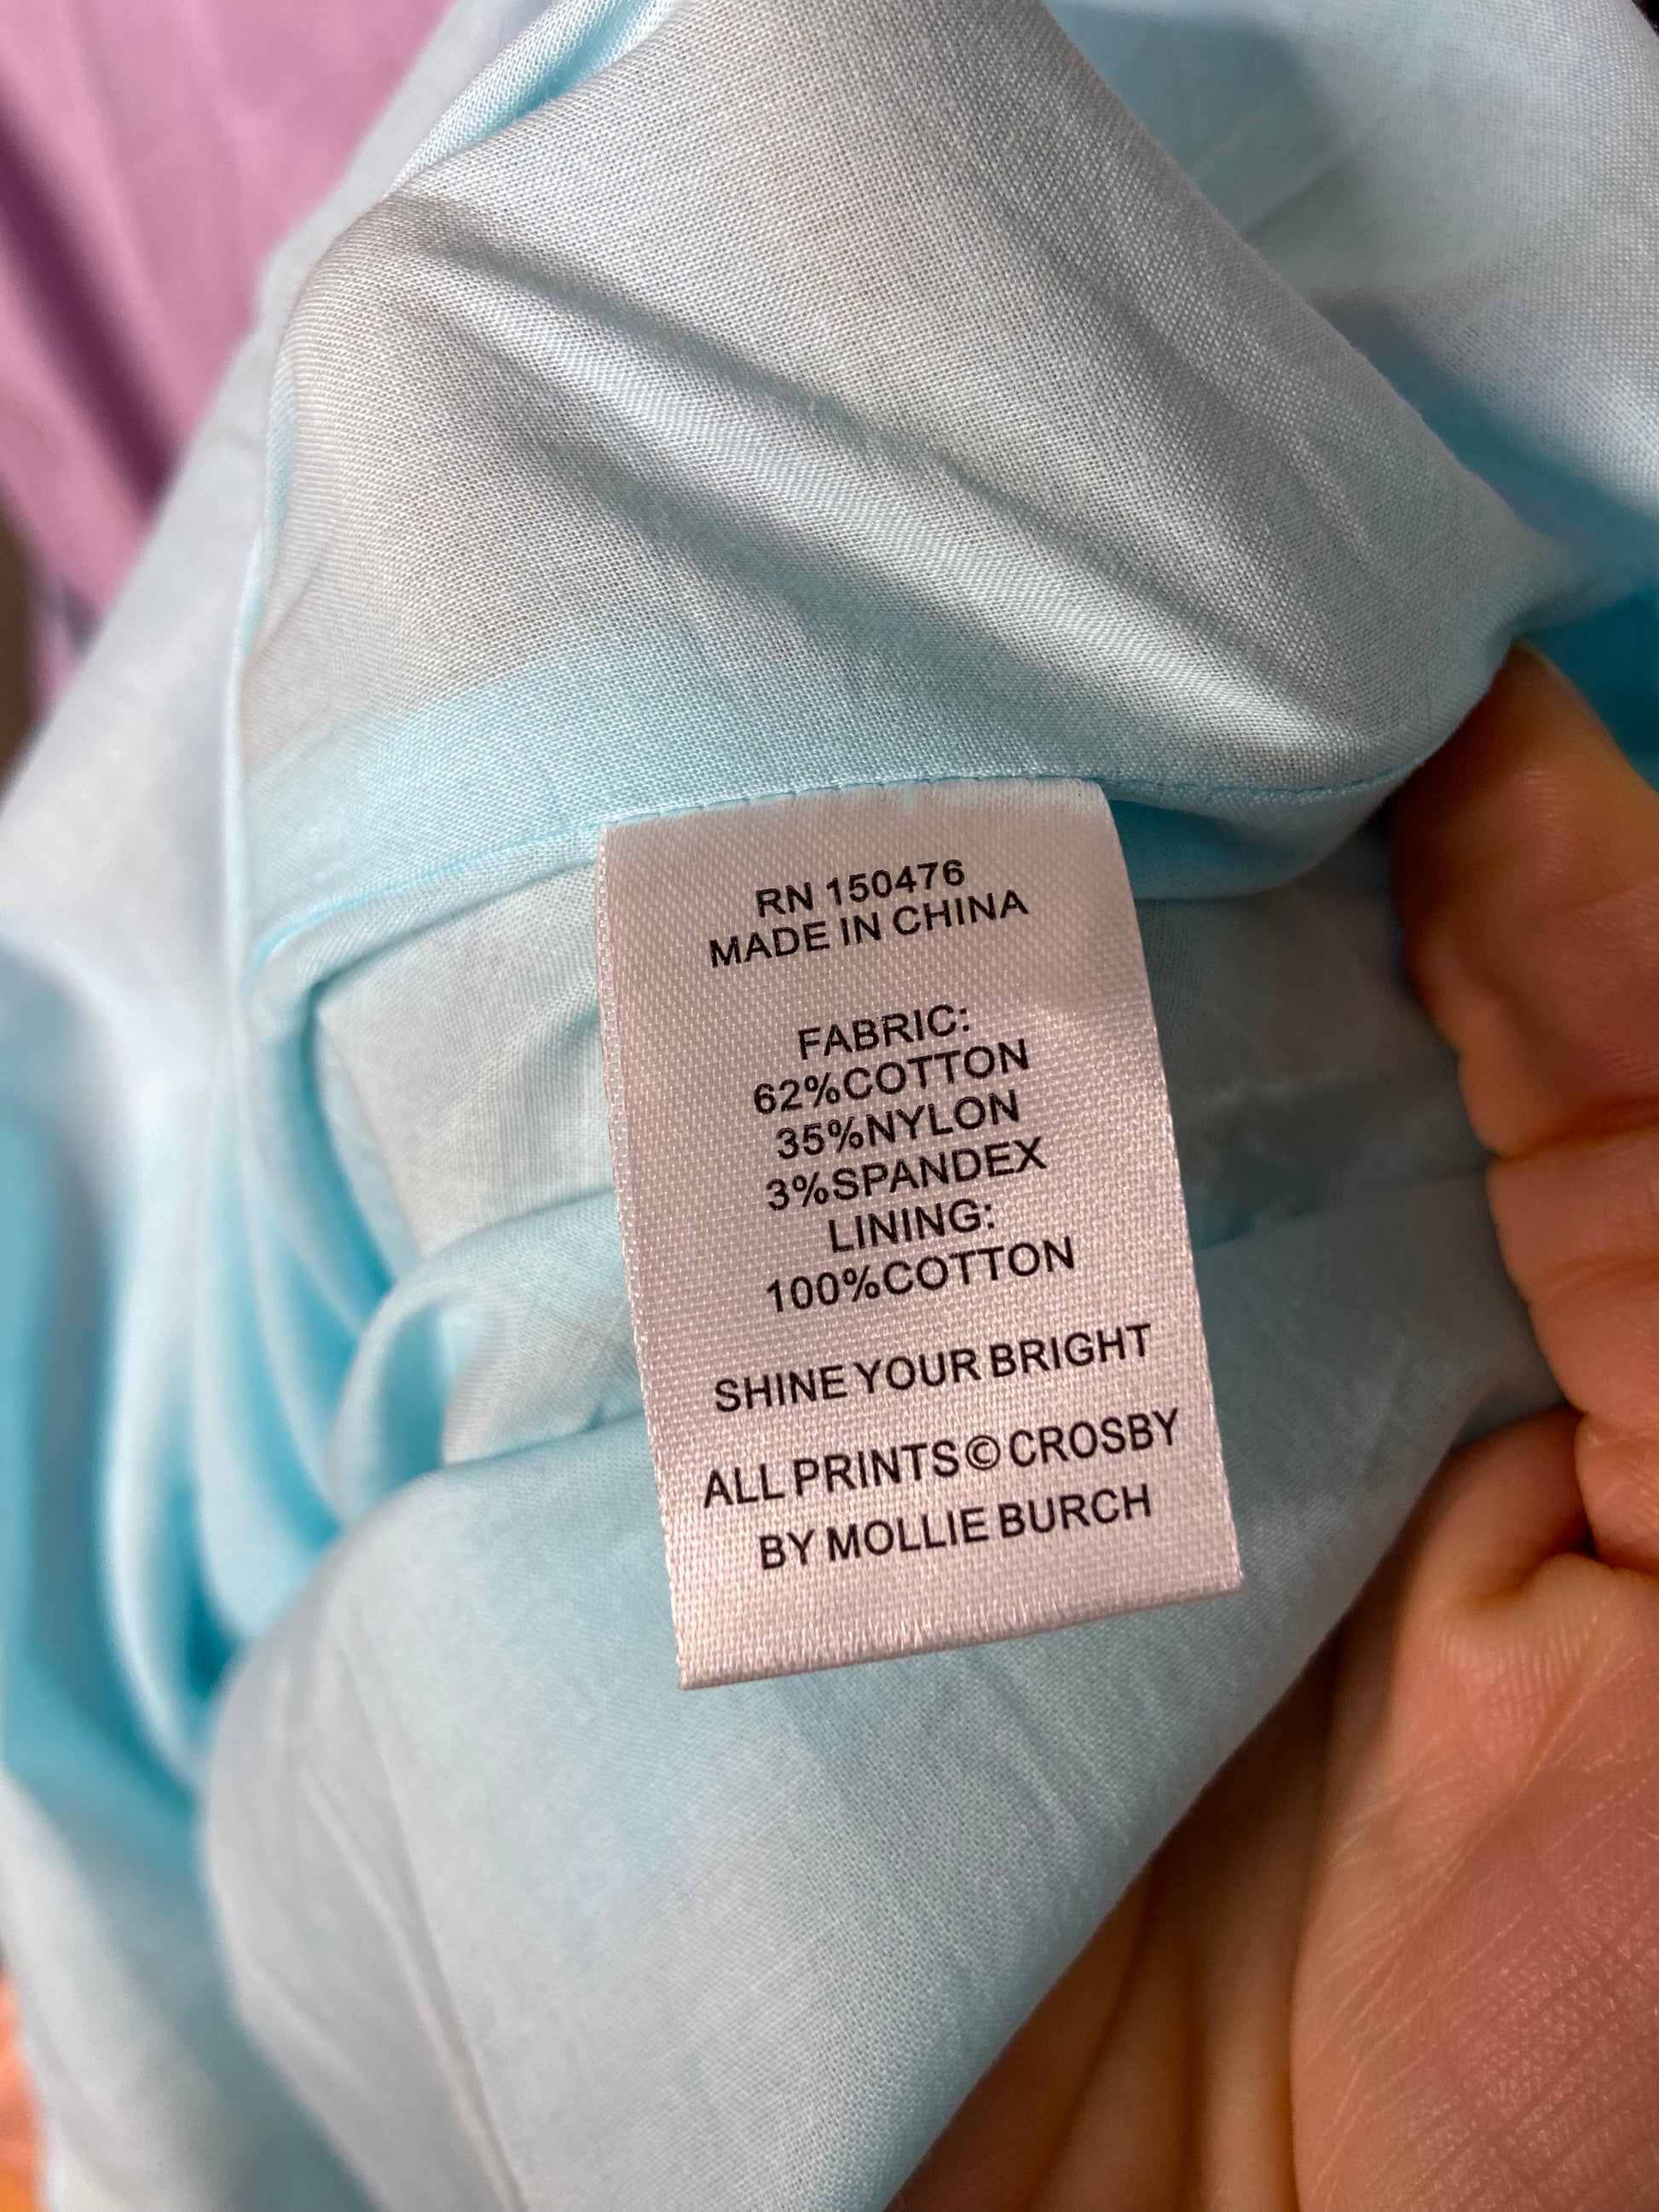 RN 150476
MADE IN CHINA
FABRIC:
62%COTTON
35%NYLON
3%SPANDEX
LINING:
100%COTTON
SHINE YOUR BRIGHT
ALL PRINTS © CROSBY
BY MOLLIE BURCH